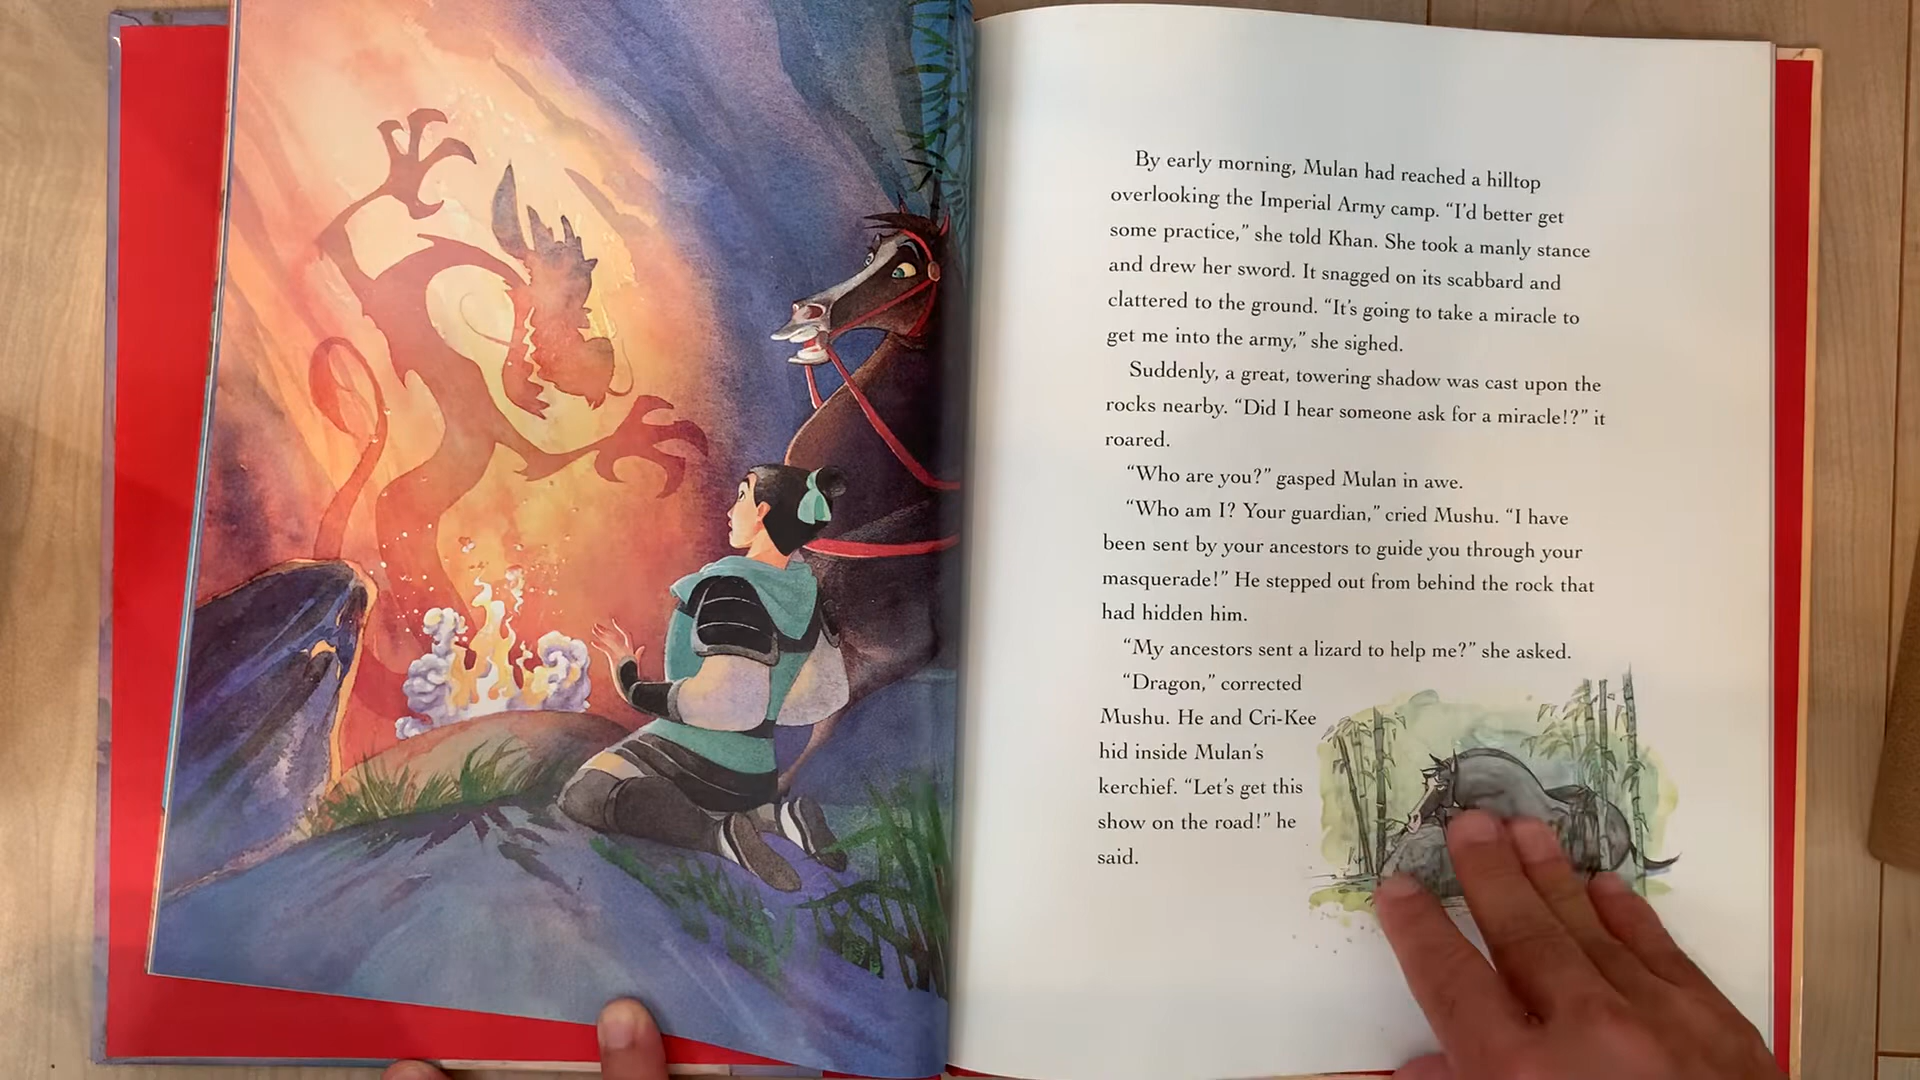 By early morning, Mulan had reached a hilltop
overlooking the Imperial Army camp. “I’d better get
some practice,” she told Khan. She took a manly stance
and drew her sword. It snagged on its scabbard and
clattered to the ground. “It’s going to take a miracle to
get me into the army,” she sighed.
Suddenly, a great, towering shadow was cast upon the
rocks nearby. “Did I hear someone ask for a miracle!?” it
roared.
“Who are you?” gasped Mulan in awe.
“Who am I? Your guardian,” cried Mushu. “I have
been sent by your ancestors to guide you through your
masquerade!” He stepped out from behind the rock that
had hidden him.
“My ancestors sent a lizard to help me?” she asked.
“Dragon,” corrected
Mushu. He and Cri-Kee
hid inside Mulan’s
kerchief. “Let’s get this
show on the road!” he
said.